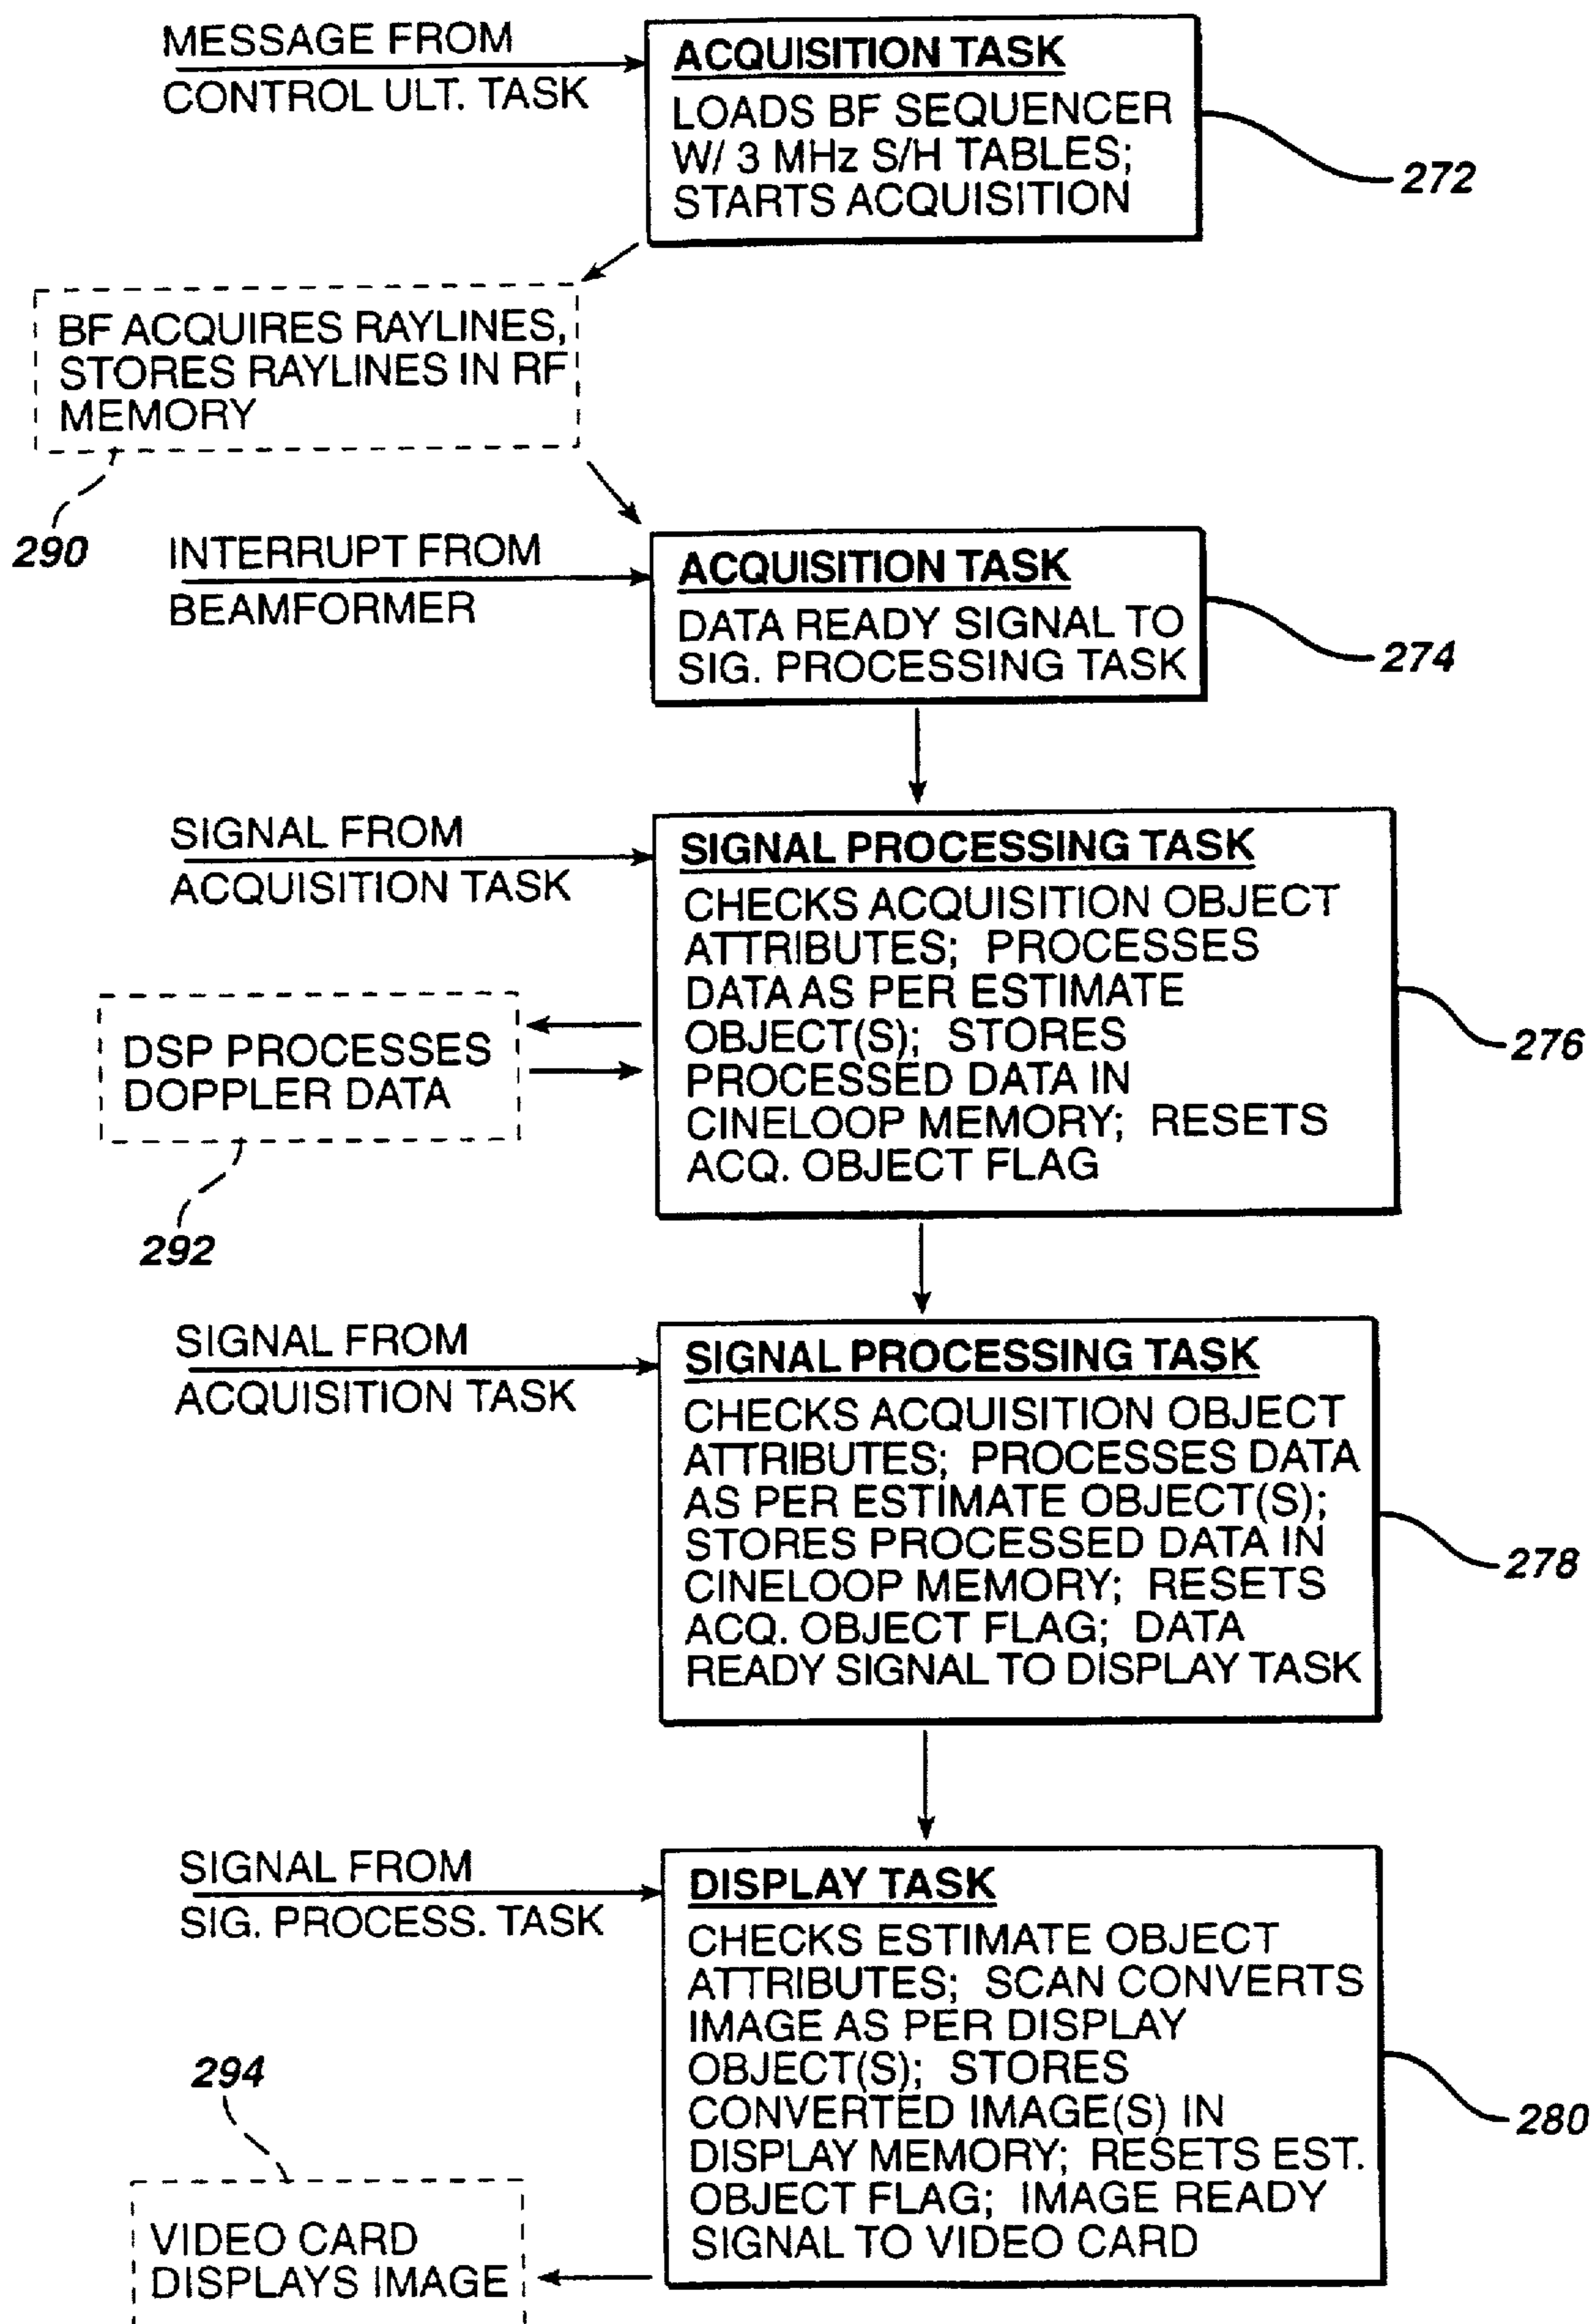 MESSAGE FROM
CONTROL ULT. TASK
ACQUISITION TASK
LOADS BF SEQUENCER
W/ 3 MHz S/H TABLES;
STARTS ACQUISITION
272
BF ACQUIRES RAYLINES,
STORES RAYLINES IN RF
MEMORY
290
INTERRUPT FROM
BEAMFORMER
ACQUISITION TASK
DATA READY SIGNAL TO
SIG. PROCESSING TASK
274
SIGNAL FROM
ACQUISITION TASK
SIGNAL PROCESSING TASK
CHECKS ACQUISITION OBJECT
ATTRIBUTES; PROCESSES
DATA AS PER ESTIMATE
OBJECT(S); STORES
PROCESSED DATA IN
CINELOOP MEMORY; RESETS
ACQ. OBJECT FLAG
276
DSP PROCESSES
DOPPLER DATA
292
SIGNAL FROM
ACQUISITION TASK
SIGNAL PROCESSING TASK
CHECKS ACQUISITION OBJECT
ATTRIBUTES; PROCESSES DATA
AS PER ESTIMATE OBJECT(S);
STORES PROCESSED DATA IN
CINELOOP MEMORY; RESETS
ACQ. OBJECT FLAG; DATA
READY SIGNAL TO DISPLAY TASK
278
SIGNAL FROM
SIG. PROCESS. TASK
DISPLAY TASK
CHECKS ESTIMATE OBJECT
ATTRIBUTES; SCAN CONVERTS
IMAGE AS PER DISPLAY
OBJECT(S); STORES
CONVERTED IMAGE(S) IN
DISPLAY MEMORY; RESETS EST.
OBJECT FLAG; IMAGE READY
SIGNAL TO VIDEO CARD
280
294
VIDEO CARD
DISPLAYS IMAGE